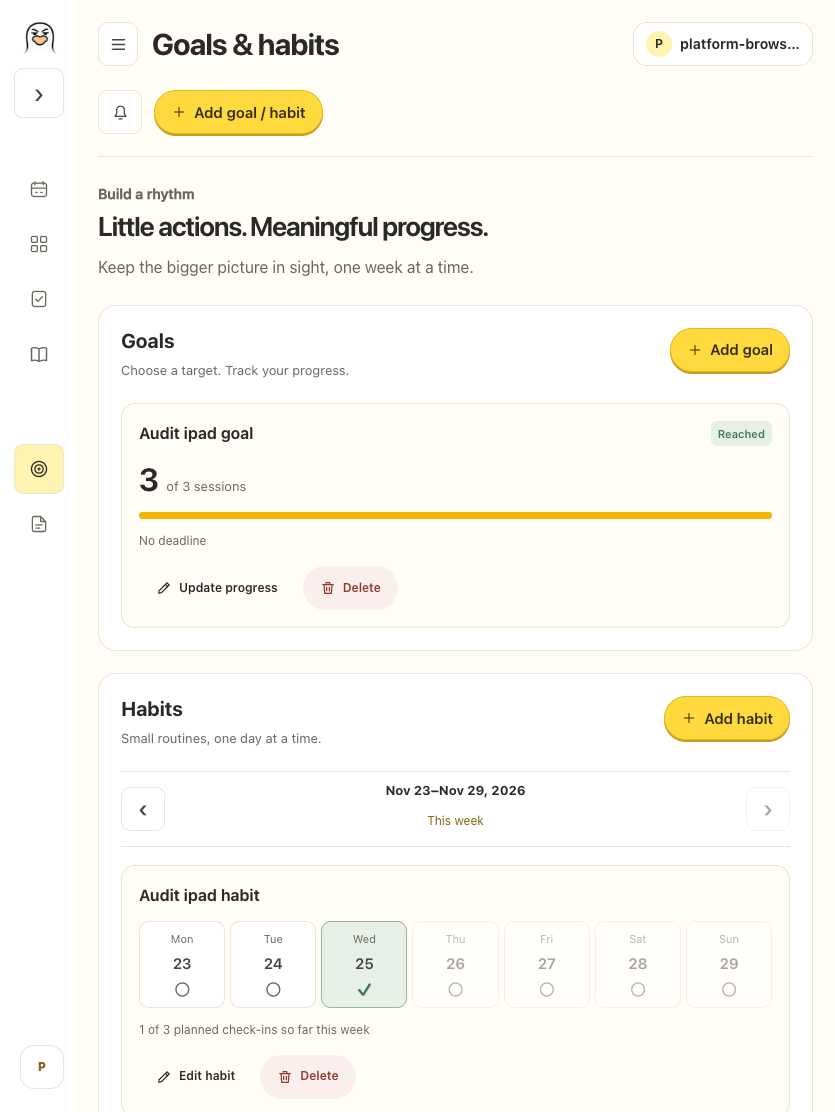 Goals & habits
P platform-brows...
Add goal / habit
Build a rhythm
Little actions. Meaningful progress.
Keep the bigger picture in sight, one week at a time.
Goals
Add goal
Choose a target. Track your progress.
Audit ipad goal
Reached
3 of 3 sessions
No deadline
Update progress
Delete
Habits
Add habit
Small routines, one day at a time.
Nov 23–Nov 29, 2026
This week
Audit ipad habit
Mon Tue Wed Thu Fri Sat Sun
23 24 25 26 27 28 29
1 of 3 planned check-ins so far this week
Edit habit
Delete
P